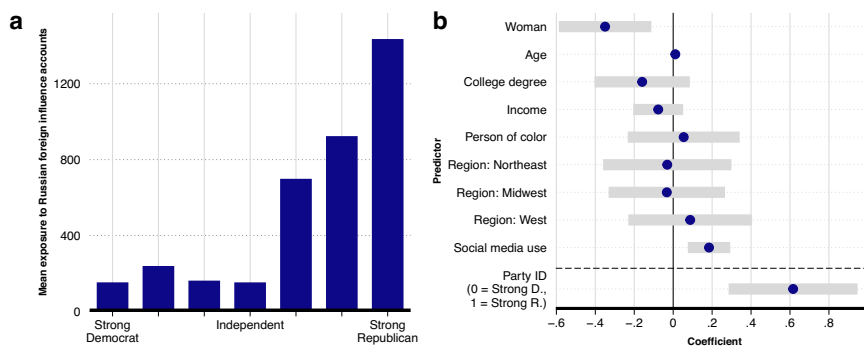 a
Mean exposure to Russian foreign influence accounts
1200
800
400
0
Strong
Democrat
Independent
Strong
Republican
b
Predictor
Woman
Age
College degree
Income
Person of color
Region: Northeast
Region: Midwest
Region: West
Social media use
Party ID
(0 = Strong D.,
1 = Strong R.)
-.6
-.4
-.2
0
.2
.4
.6
.8
Coefficient